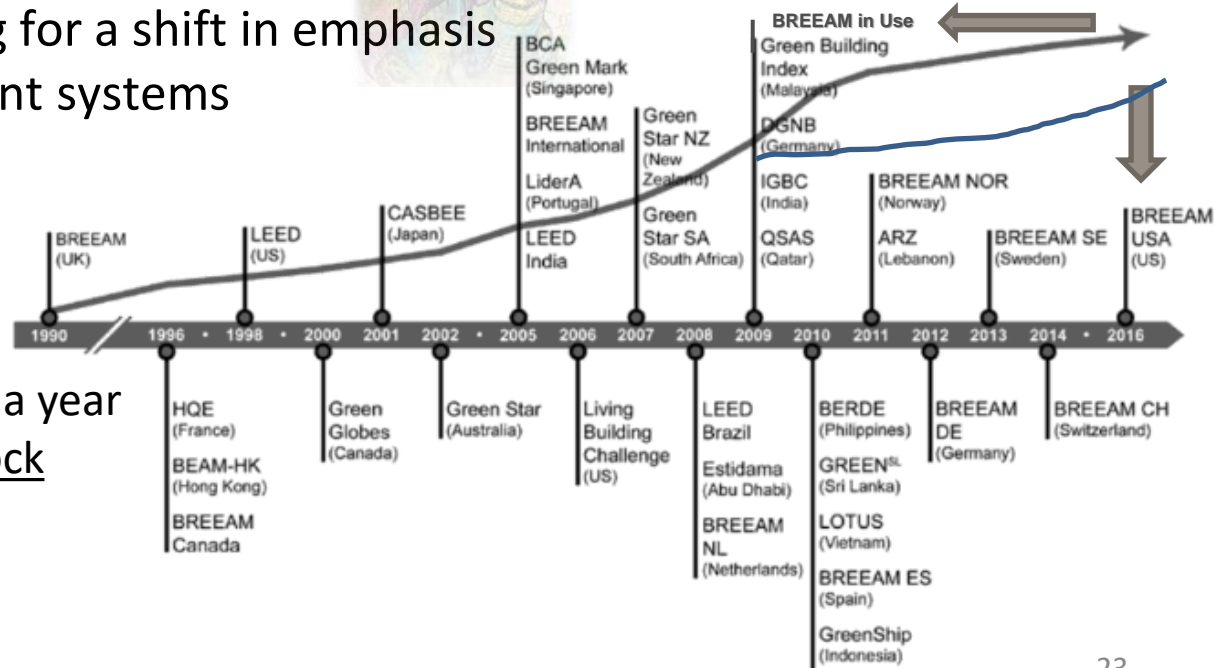 g for a shift in emphasis
nt systems
a year
ock
BREEAM in Use
BREEAM
(UK)
LEED
(US)
CASBEE
(Japan)
BCA
Green Mark
(Singapore)
BREEAM
International
LiderA
(Portugal)
LEED
India
Green
Star NZ
(New
Zealand)
Green
Star SA
(South Africa)
Green Building
Index
(Malaysia)
DGNB
(Germany)
IGBC
(India)
QSAS
(Qatar)
BREEAM NOR
(Norway)
ARZ
(Lebanon)
BREEAM SE
(Sweden)
BREEAM
USA
(US)
1990 1996 • 1998 • 2000 2001 2002 • 2005 2006 2007 2008 2009 2010 2011 2012 2013 2014 • 2016
HQE
(France)
BEAM-HK
(Hong Kong)
BREEAM
Canada
Green
Globes
(Canada)
Green Star
(Australia)
Living
Building
Challenge
(US)
LEED
Brazil
Estidama
(Abu Dhabi)
BREEAM
NL
(Netherlands)
BERDE
(Philippines)
GREENSL
(Sri Lanka)
LOTUS
(Vietnam)
BREEAM ES
(Spain)
GreenShip
(Indonesia)
BREEAM
DE
(Germany)
BREEAM CH
(Switzerland)
23